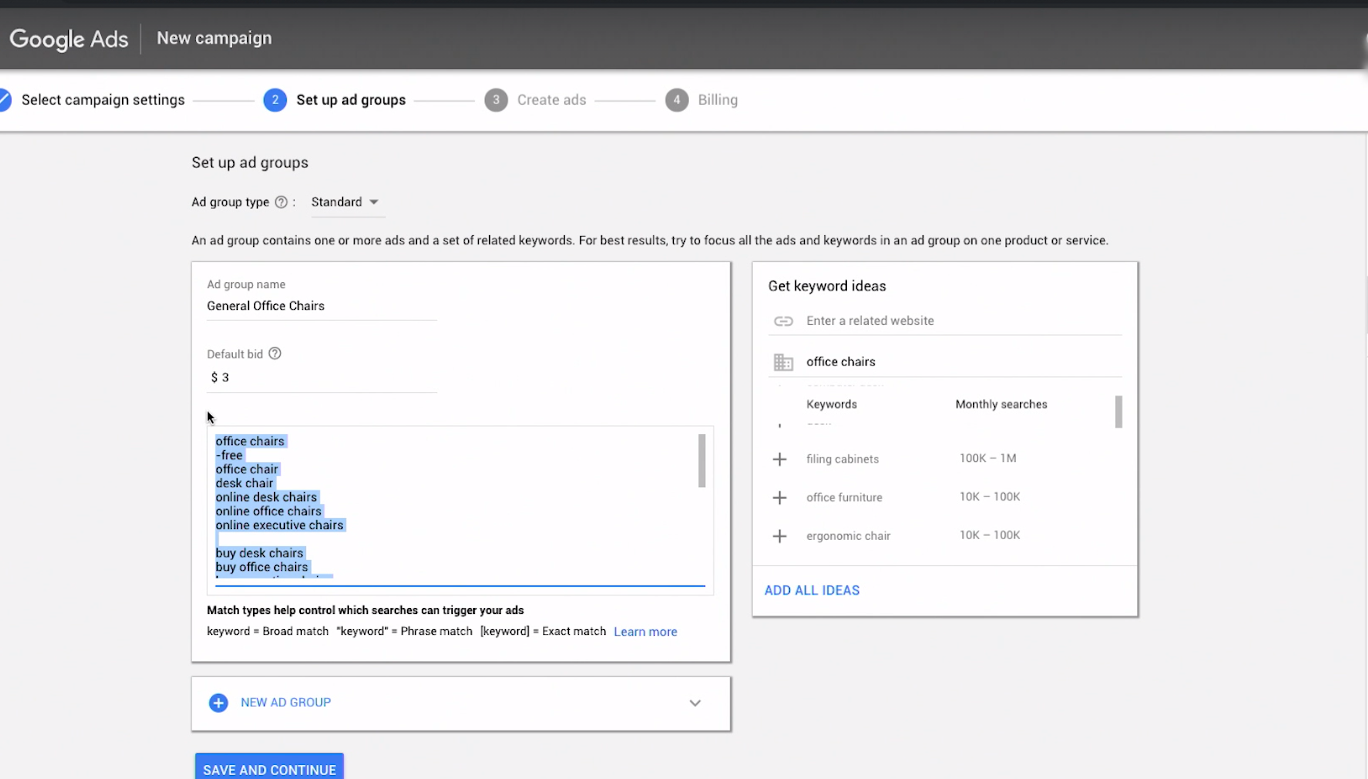 Google Ads New campaign
Select campaign settings 2 Set up ad groups 3 Create ads 4 Billing
Set up ad groups
Ad group type ? : Standard
An ad group contains one or more ads and a set of related keywords. For best results, try to focus all the ads and keywords in an ad group on one product or service.
Ad group name
General Office Chairs
Default bid ?
$ 3
office chairs
-free
office chair
desk chair
online desk chairs
online office chairs
online executive chairs
buy desk chairs
buy office chairs
Match types help control which searches can trigger your ads
keyword = Broad match "keyword" = Phrase match [keyword] = Exact match Learn more
NEW AD GROUP
SAVE AND CONTINUE
Get keyword ideas
Enter a related website
office chairs
Keywords Monthly searches
filing cabinets 100K – 1M
office furniture 10K – 100K
ergonomic chair 10K – 100K
ADD ALL IDEAS